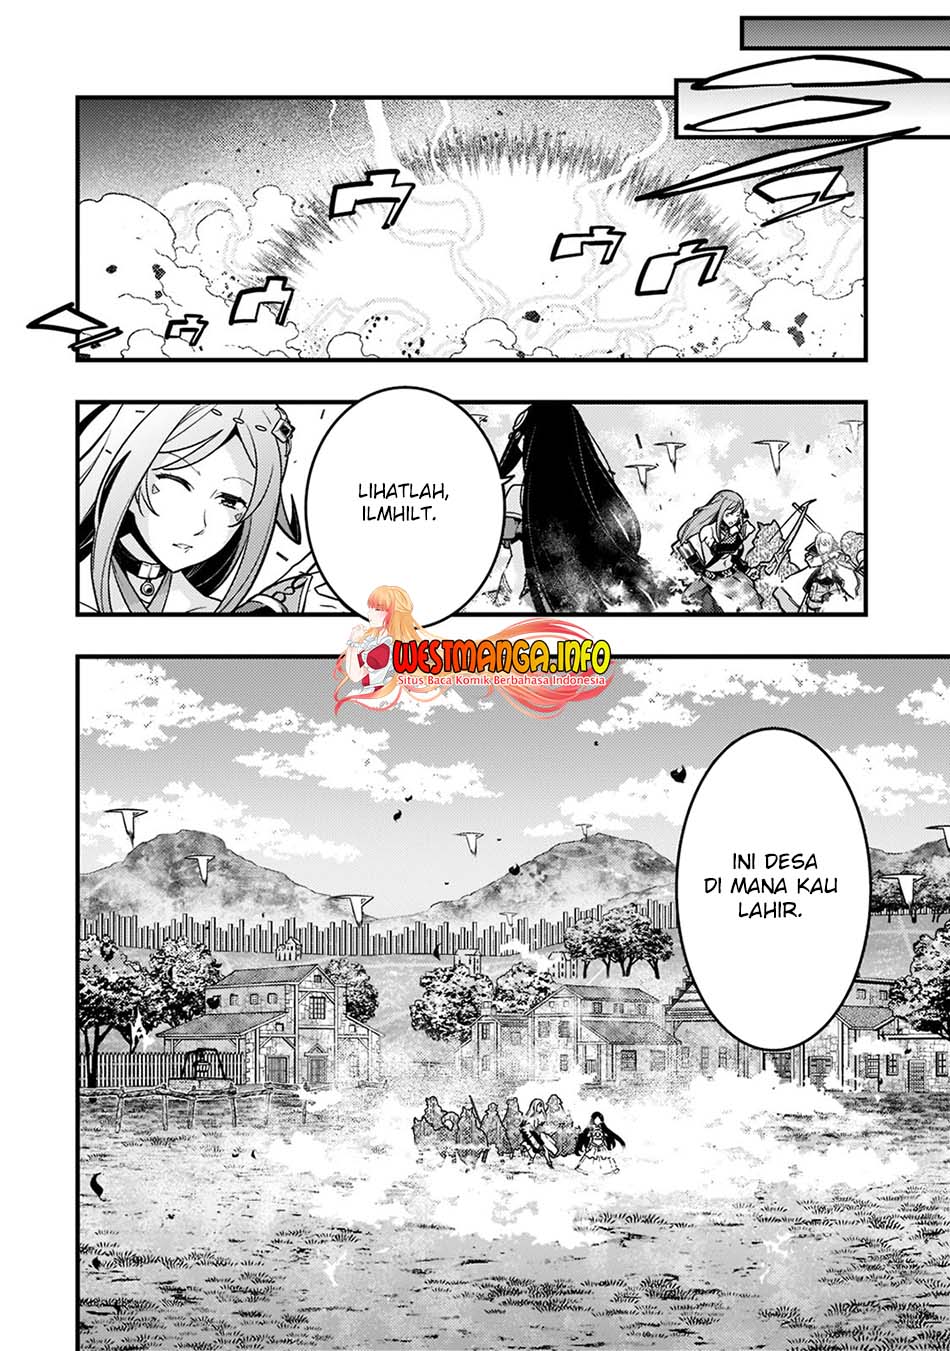 ウ
ウ
ウ
ウ
ウ
LIHATLAH,
ILMHILT.
WESTMANGA.INFO
Situs Baca Komik Berbahasa Indonesia
INI DESA
DI MANA KAU
LAHIR.